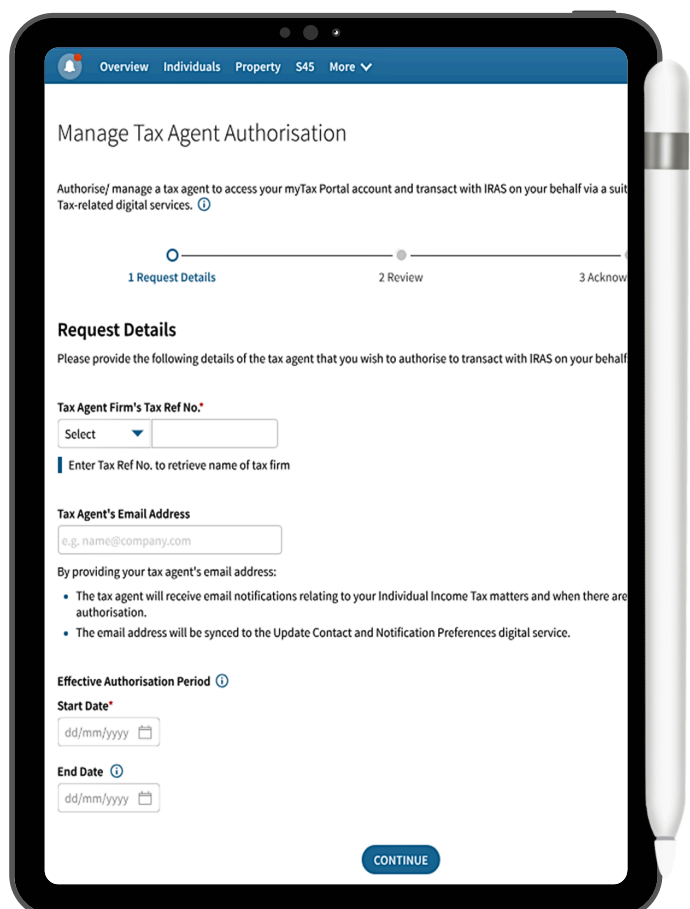 Overview Individuals Property S45 More
Manage Tax Agent Authorisation
Authorise/ manage a tax agent to access your myTax Portal account and transact with IRAS on your behalf via a suit
Tax-related digital services.
1 Request Details 2 Review 3 Acknow
Request Details
Please provide the following details of the tax agent that you wish to authorise to transact with IRAS on your behalf
Tax Agent Firm's Tax Ref No.*
Select
Enter Tax Ref No. to retrieve name of tax firm
Tax Agent's Email Address
e.g. name@company.com
By providing your tax agent's email address:
• The tax agent will receive email notifications relating to your Individual Income Tax matters and when there are
authorisation.
• The email address will be synced to the Update Contact and Notification Preferences digital service.
Effective Authorisation Period
Start Date*
dd/mm/yyyy
End Date
dd/mm/yyyy
CONTINUE